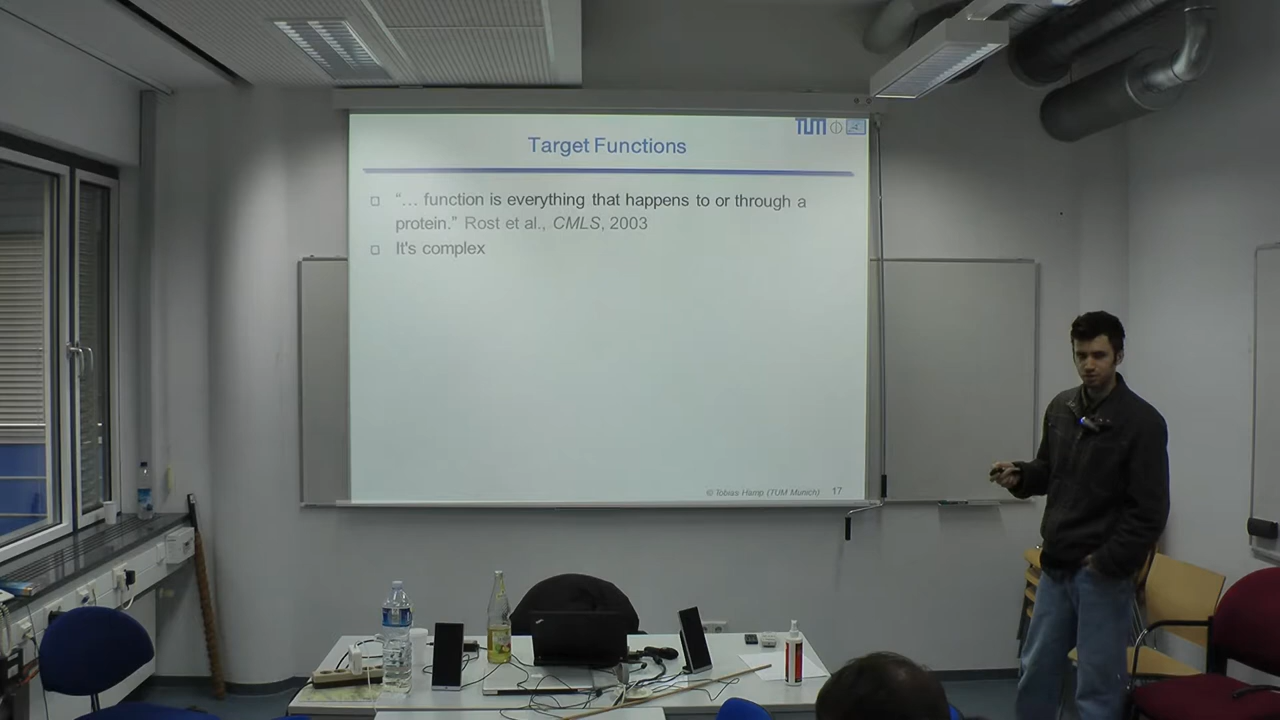 TUM
Target Functions
“… function is everything that happens to or through a
protein.” Rost et al., CMLS, 2003
It's complex
© Tobias Hamp (TUM Munich) 17